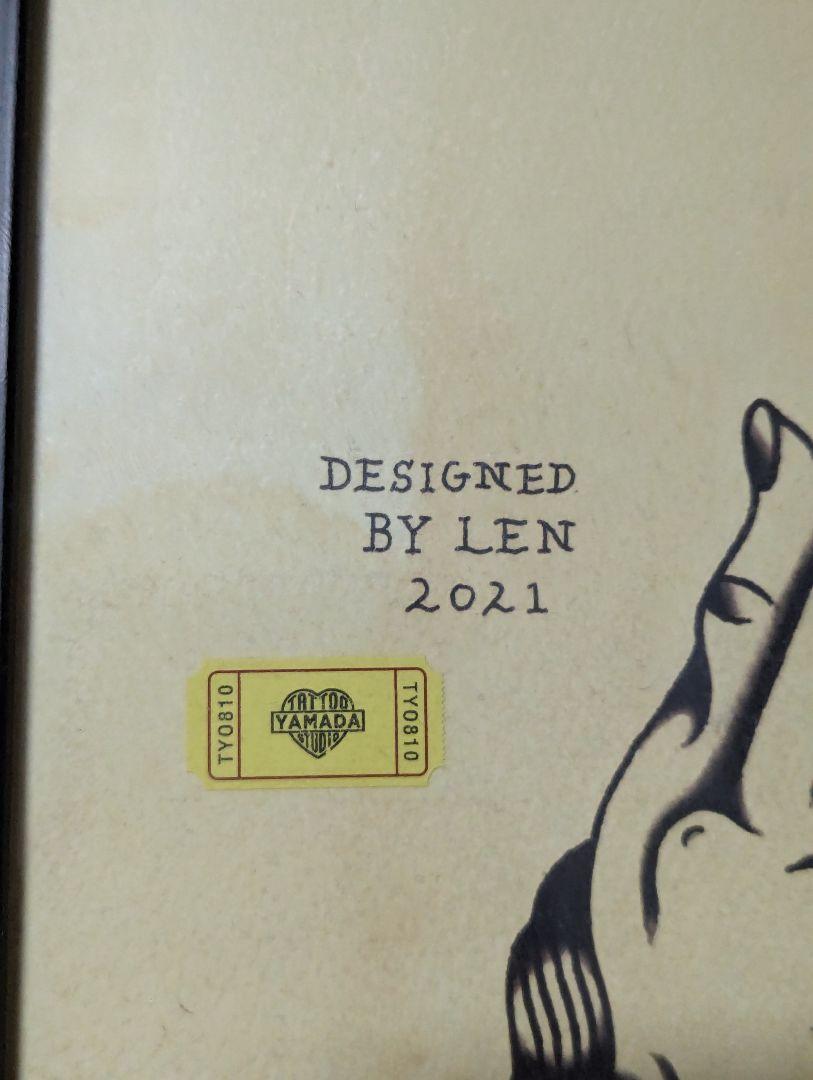 DESIGNED
BY LEN
2021
TYO810
TATTOO
YAMADA
STUDIO
TYO810